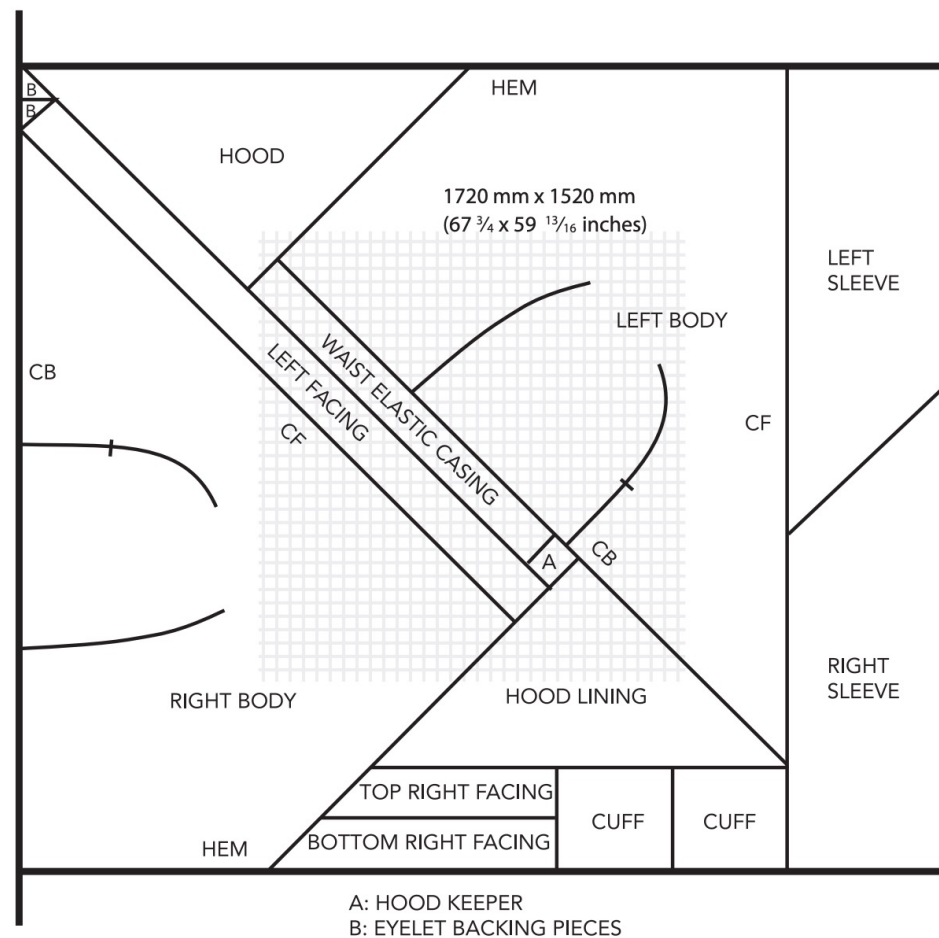 B
B
HEM
HOOD
1720 mm x 1520 mm
(67 ¾ x 59 ¹³⁄₁₆ inches)
LEFT
SLEEVE
LEFT BODY
WAIST ELASTIC CASING
LEFT FACING
CF
CB
CF
A
CB
RIGHT
SLEEVE
RIGHT BODY
HOOD LINING
TOP RIGHT FACING
CUFF
CUFF
BOTTOM RIGHT FACING
HEM
A: HOOD KEEPER
B: EYELET BACKING PIECES